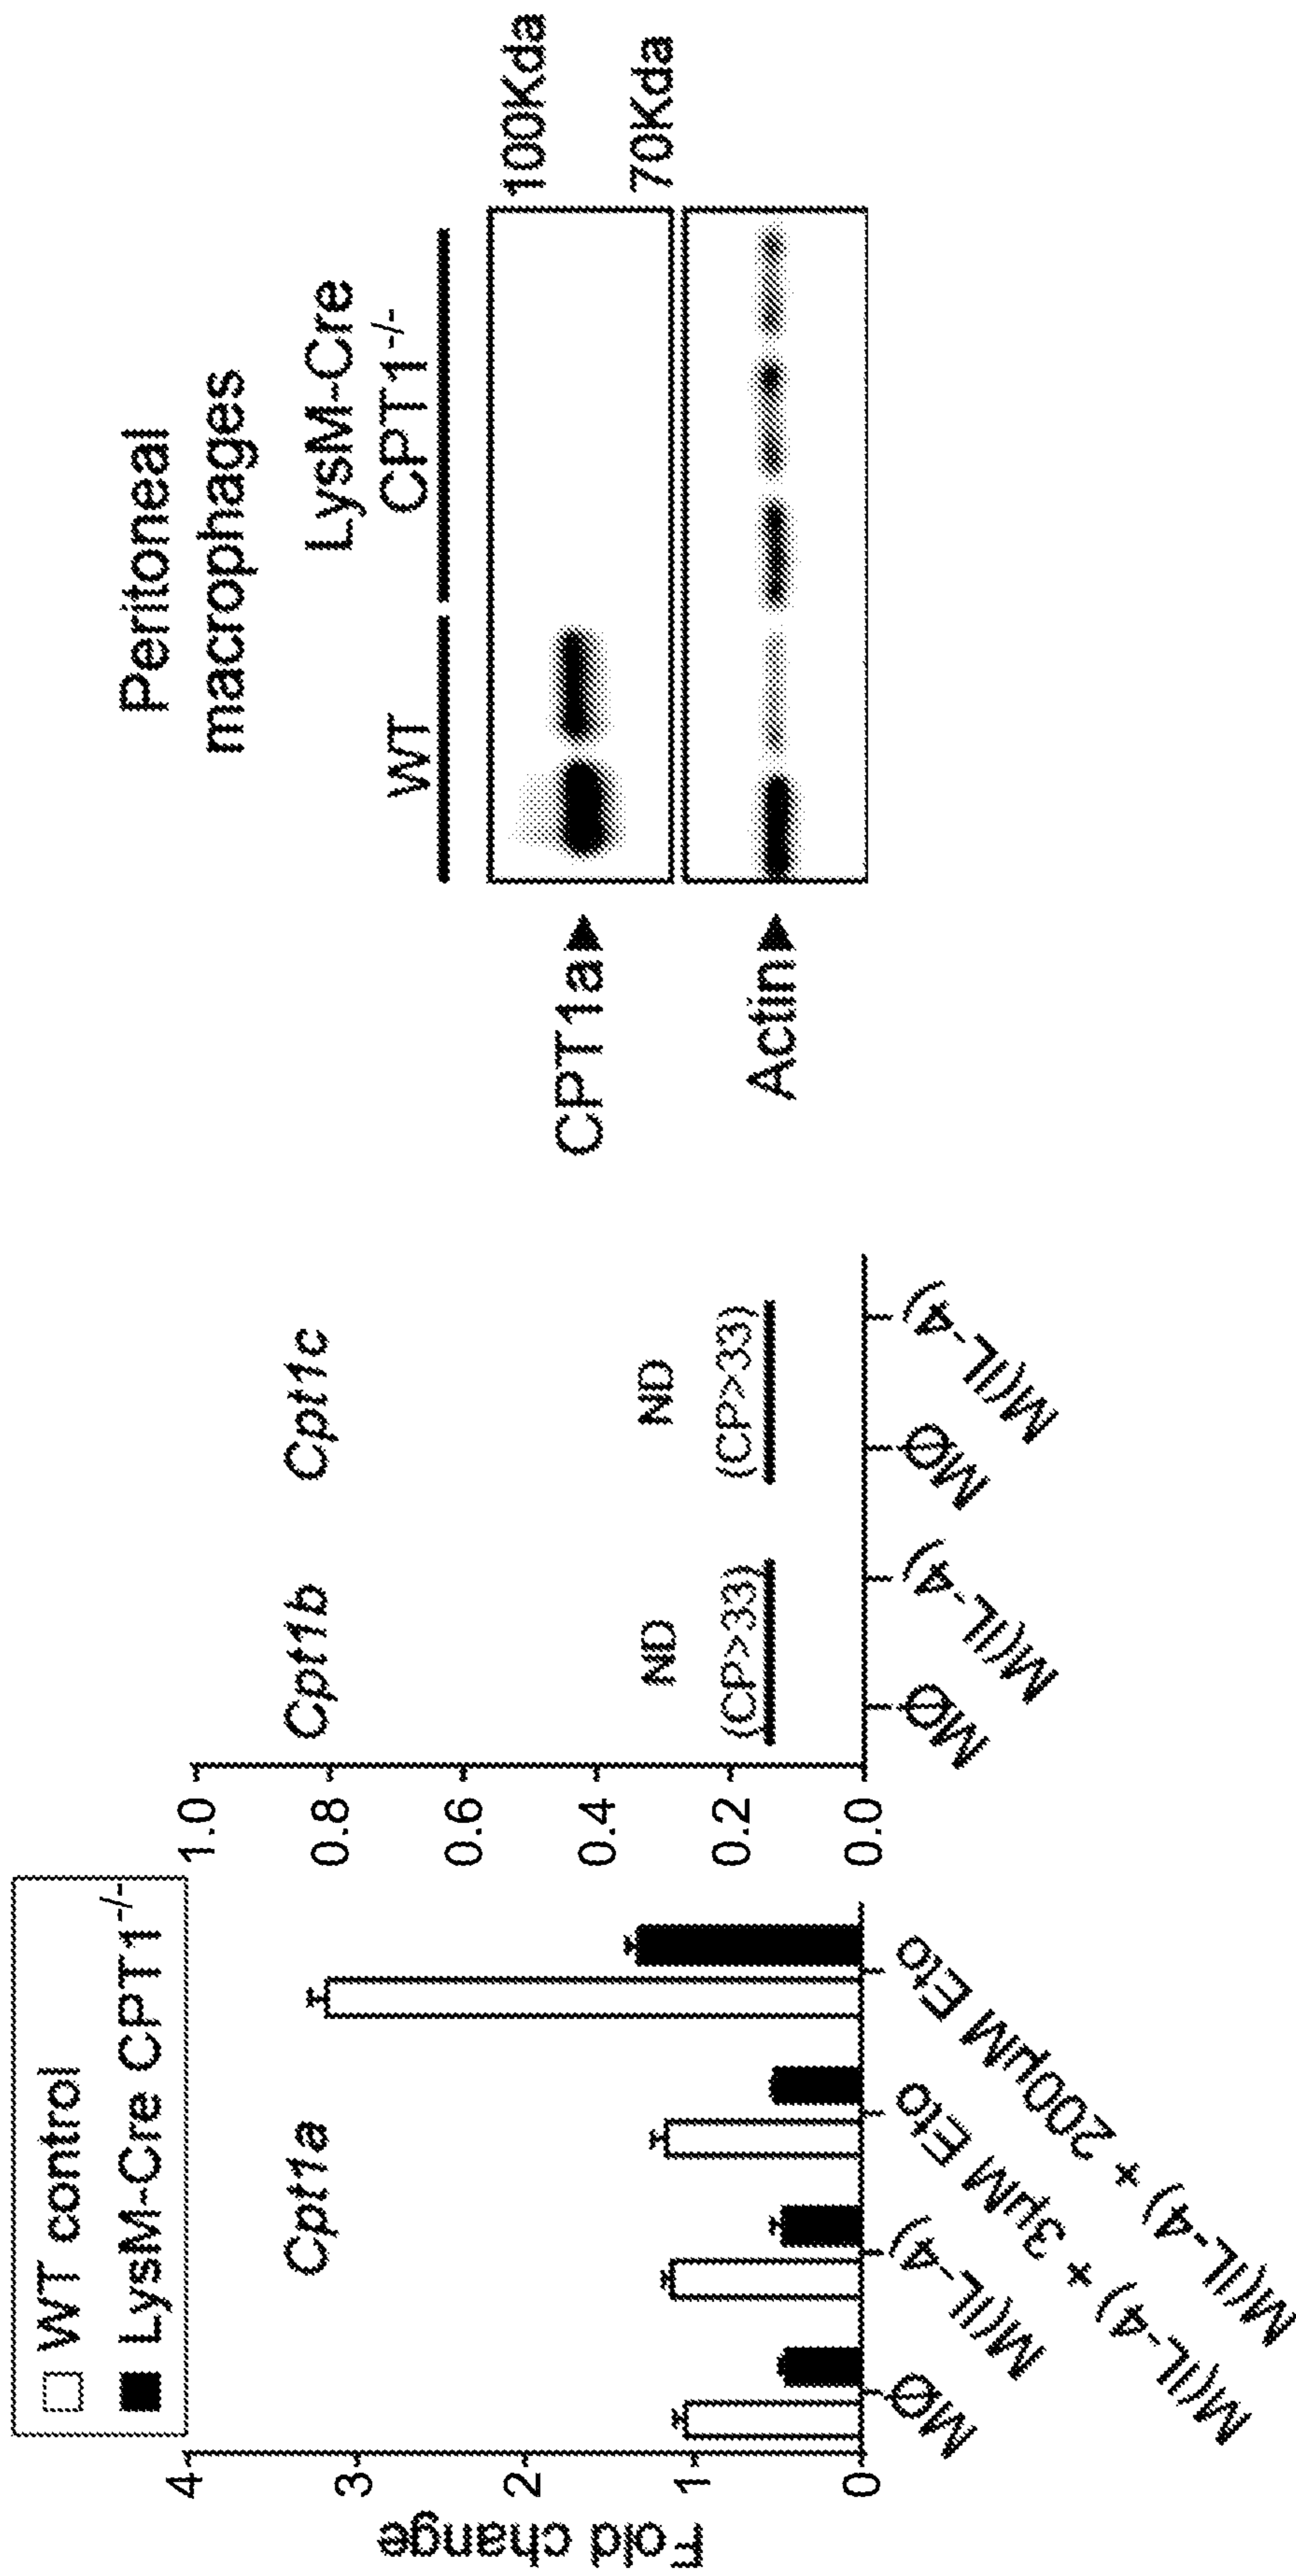 WT control
LysM-Cre CPT1-/-
Fold change
4
3
2
1
0
Cpt1a
MØ
M(IL-4)
M(IL-4) + 3µM Eto
M(IL-4) + 200µM Eto
1.0
0.8
0.6
0.4
0.2
0.0
Cpt1b
ND
(CP>33)
MØ
M(IL-4)
Cpt1c
ND
(CP>33)
MØ
M(IL-4)
Peritoneal
macrophages
WT
LysM-Cre
CPT1-/-
CPT1a
Actin
100Kda
70Kda